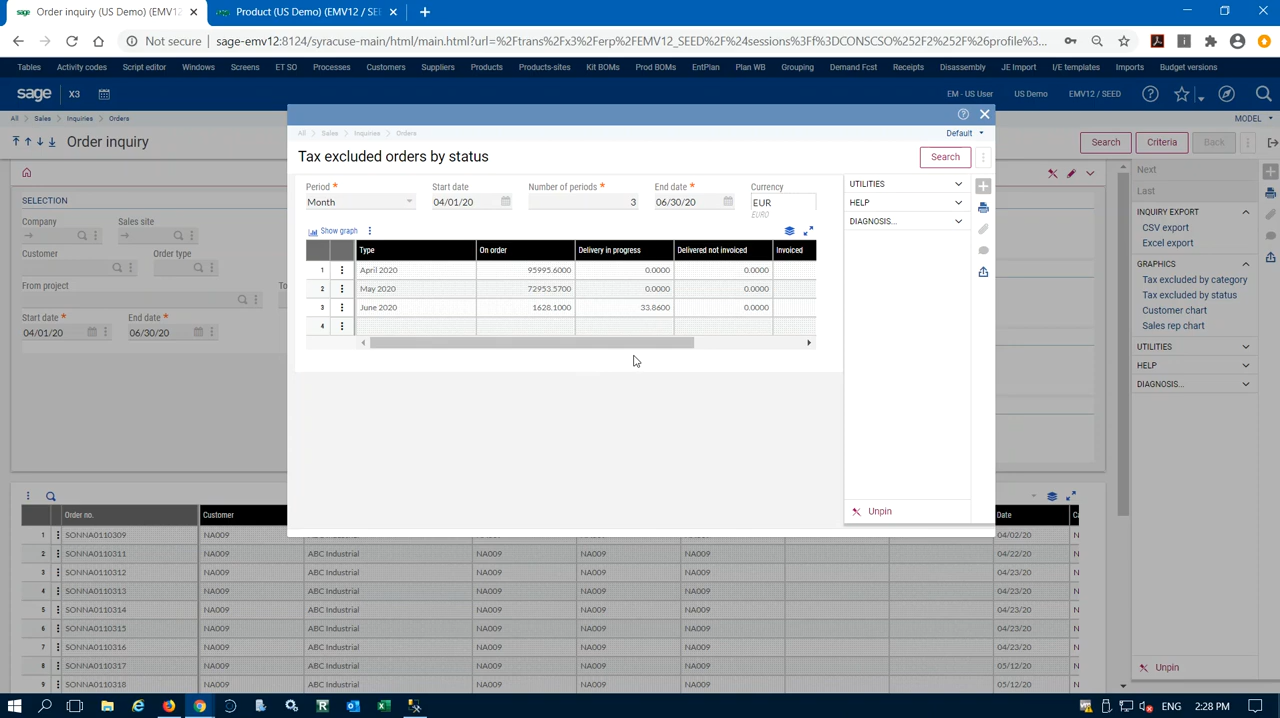 Order inquiry (US Demo) (EMV12
Product (US Demo) (EMV12 / SEED
Not secure
sage-emv12:8124/syracuse-main/html/main.html?url=%2Ftrans%2Fx3%2Ferp%2FEMV12_SEED%2F%24sessions%3Ff%3DCONSCSO%252F2%252F%26profile%...
Tables Activity codes Script editor Windows Screens ET SO Processes Customers Suppliers Products Products-sites Kit BOMs Prod BOMs EntPlan Plan WB Grouping Demand Fcst Receipts Disassembly JE Import I/E templates Imports Budget versions
sage X3 EM - US User US Demo EMV12 / SEED
All Sales Inquiries Orders MODEL
Order inquiry Search Criteria Back
SELECTION
Company Sales site
Customer Order type
From project
Start date End date
04/01/20 06/30/20
All Sales Inquiries Orders Default
Tax excluded orders by status Search
Period * Start date Number of periods * End date * Currency
Month 04/01/20 3 06/30/20 EUR
EURO
Show graph
Type On order Delivery in progress Delivered not invoiced Invoiced
1 April 2020 95995.6000 0.0000 0.0000
2 May 2020 72953.5700 0.0000 0.0000
3 June 2020 1628.1000 33.8600 0.0000
4
UTILITIES
HELP
DIAGNOSIS...
Unpin
Next
Last
INQUIRY EXPORT
CSV export
Excel export
GRAPHICS
Tax excluded by category
Tax excluded by status
Customer chart
Sales rep chart
UTILITIES
HELP
DIAGNOSIS...
Unpin
Order no. Customer Date
1 SONNA0110309 NA009 ABC Industrial NA009 NA009 04/02/20 N
2 SONNA0110311 NA009 ABC Industrial NA009 NA009 04/22/20 N
3 SONNA0110312 NA009 ABC Industrial NA009 NA009 04/23/20 N
4 SONNA0110313 NA009 ABC Industrial NA009 NA009 04/23/20 N
5 SONNA0110314 NA009 ABC Industrial NA009 NA009 04/23/20 N
6 SONNA0110315 NA009 ABC Industrial NA009 NA009 04/23/20 N
7 SONNA0110316 NA009 ABC Industrial NA009 NA009 04/23/20 N
8 SONNA0110317 NA009 ABC Industrial NA009 NA009 05/12/20 N
9 SONNA0110318 NA009 ABC Industrial NA009 NA009 05/12/20 N
ENG 2:28 PM